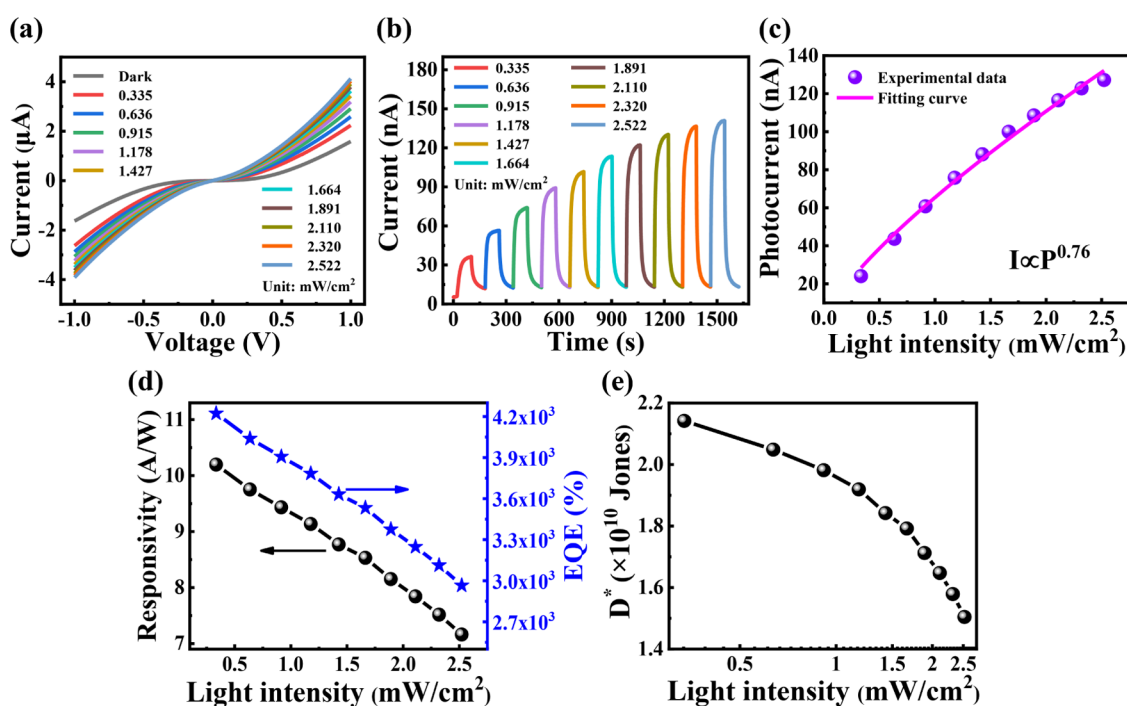 (a)
Current (μA)
4
2
0
-2
-4
Dark
0.335
0.636
0.915
1.178
1.427
1.664
1.891
2.110
2.320
2.522
Unit: mW/cm²
-1.0 -0.5 0.0 0.5 1.0
Voltage (V)
(b)
Current (nA)
180
150
120
90
60
30
0
0.335 1.891
0.636 2.110
0.915 2.320
1.178 2.522
1.427
1.664
Unit: mW/cm²
0 300 600 900 1200 1500
Time (s)
(c)
Photocurrent (nA)
140
120
100
80
60
40
20
Experimental data
Fitting curve
I∝P^0.76
0.0 0.5 1.0 1.5 2.0 2.5
Light intensity (mW/cm²)
(d)
Responsivity (A/W)
11
10
9
8
7
4.2x10³
3.9x10³
3.6x10³
3.3x10³
3.0x10³
2.7x10³
EQE (%)
0.5 1.0 1.5 2.0 2.5
Light intensity (mW/cm²)
(e)
D* (×10¹⁰ Jones)
2.2
2.0
1.8
1.6
1.4
0.5 1 1.5 2 2.5
Light intensity (mW/cm²)